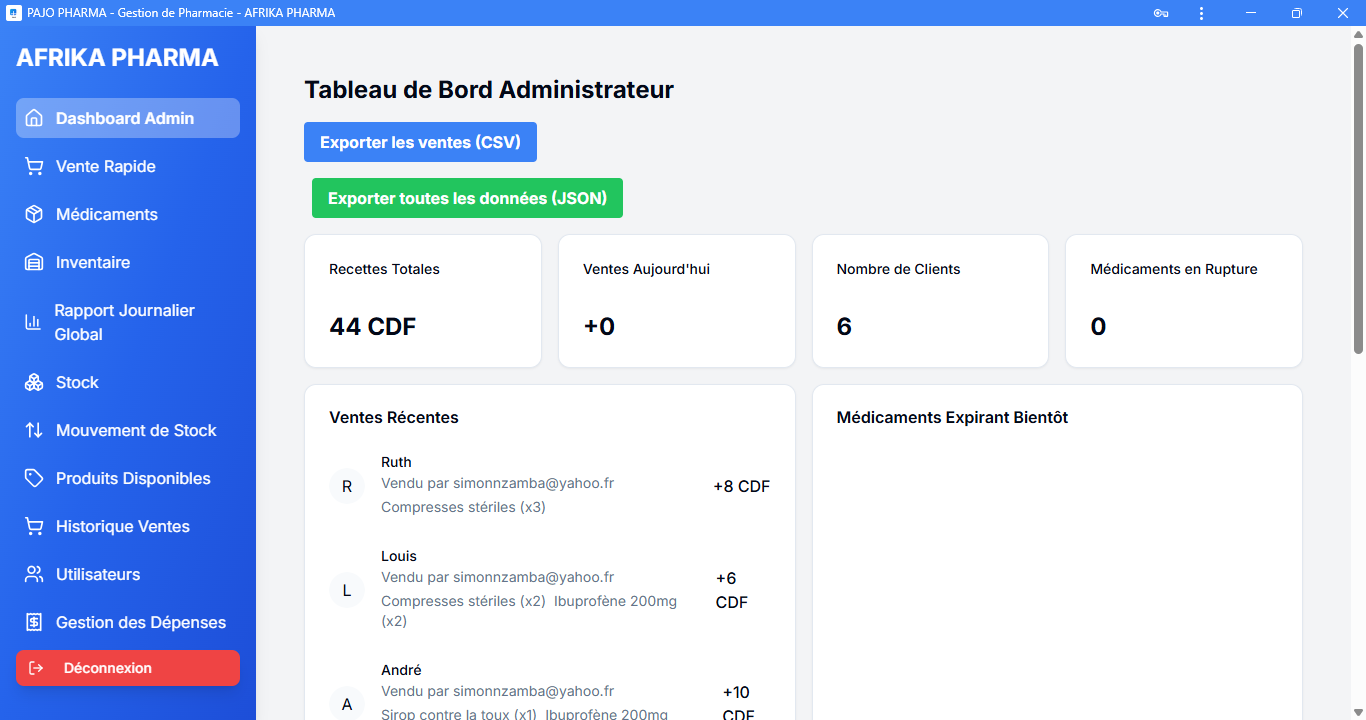 PAJO PHARMA - Gestion de Pharmacie - AFRIKA PHARMA
AFRIKA PHARMA
Dashboard Admin
Vente Rapide
Médicaments
Inventaire
Rapport Journalier
Global
Stock
Mouvement de Stock
Produits Disponibles
Historique Ventes
Utilisateurs
Gestion des Dépenses
Déconnexion
Tableau de Bord Administrateur
Exporter les ventes (CSV)
Exporter toutes les données (JSON)
Recettes Totales
44 CDF
Ventes Aujourd'hui
+0
Nombre de Clients
6
Médicaments en Rupture
0
Ventes Récentes
R
Ruth
Vendu par simonnzamba@yahoo.fr
Compresses stériles (x3)
+8 CDF
L
Louis
Vendu par simonnzamba@yahoo.fr
Compresses stériles (x2) Ibuprofène 200mg
(x2)
+6
CDF
A
André
Vendu par simonnzamba@yahoo.fr
Sirop contre la toux (x1) Ibuprofène 200mg
+10
CDF
Médicaments Expirant Bientôt